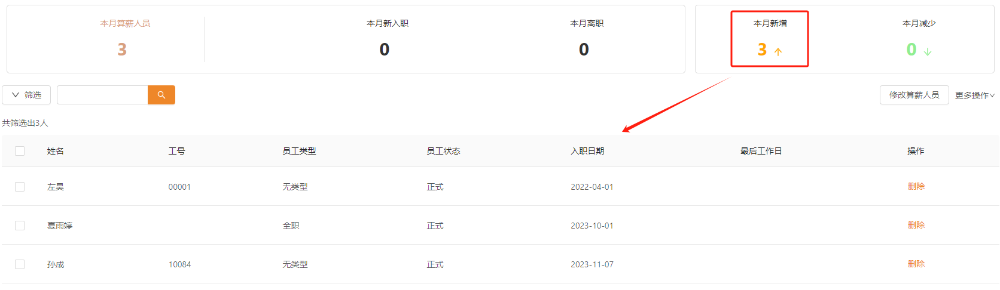 本月算薪人员 本月新入职 本月离职 本月新增 本月减少
3 0 0 3 0
筛选 修改算薪人员 更多操作
共筛选出3人
姓名 工号 员工类型 员工状态 入职日期 最后工作日 操作
左昊 00001 无类型 正式 2022-04-01 删除
夏雨婷 全职 正式 2023-10-01 删除
孙成 10084 无类型 正式 2023-11-07 删除